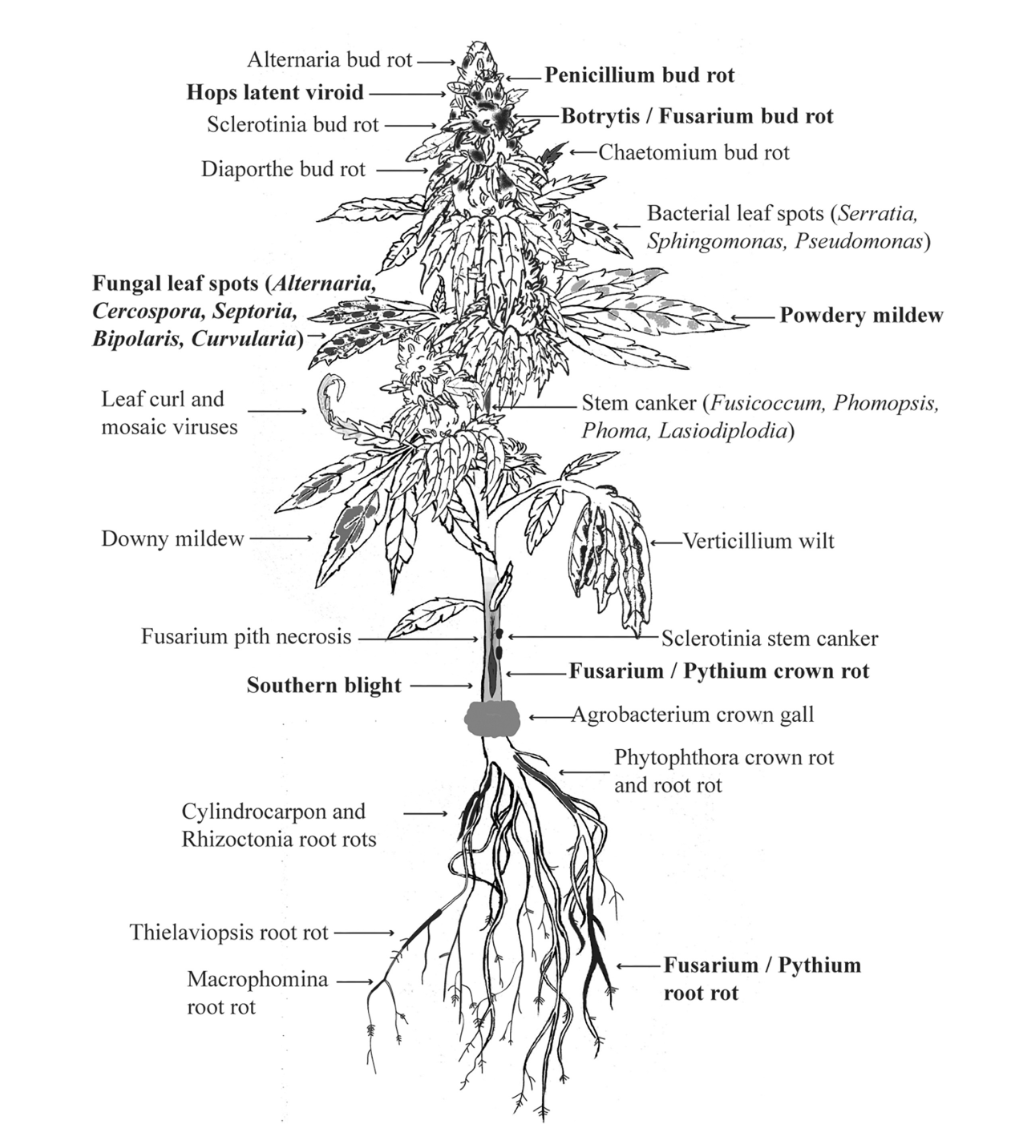 Alternaria bud rot
Penicillium bud rot
Hops latent viroid
Botrytis / Fusarium bud rot
Sclerotinia bud rot
Chaetomium bud rot
Diaporthe bud rot
Bacterial leaf spots (Serratia,
Sphingomonas, Pseudomonas)
Fungal leaf spots (Alternaria,
Cercospora, Septoria,
Bipolaris, Curvularia)
Powdery mildew
Leaf curl and
mosaic viruses
Stem canker (Fusicoccum, Phomopsis,
Phoma, Lasiodiplodia)
Downy mildew
Verticillium wilt
Fusarium pith necrosis
Sclerotinia stem canker
Fusarium / Pythium crown rot
Southern blight
Agrobacterium crown gall
Phytophthora crown rot
and root rot
Cylindrocarpon and
Rhizoctonia root rots
Thielaviopsis root rot
Macrophomina
root rot
Fusarium / Pythium
root rot